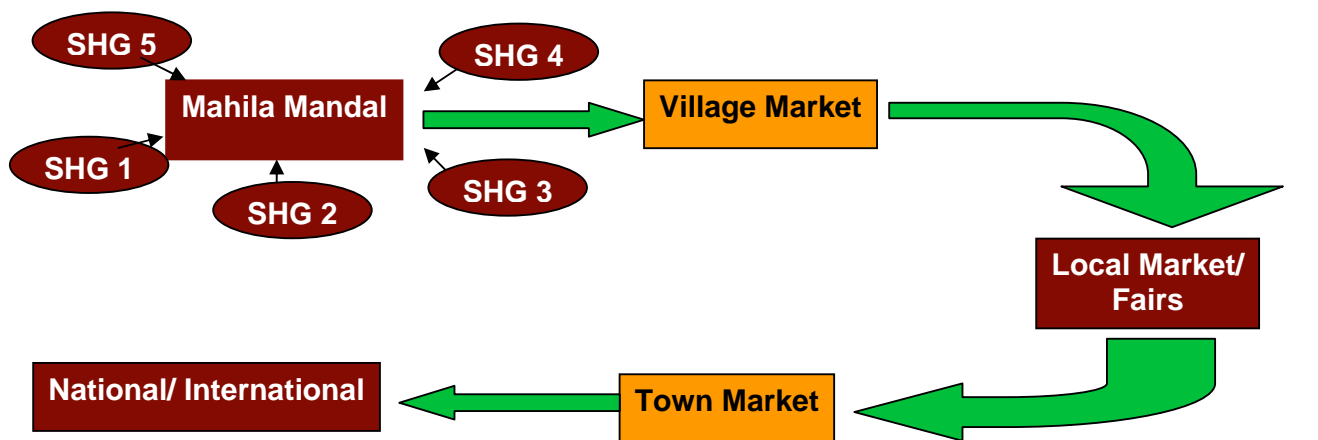 SHG 5
SHG 4
Mahila Mandal
Village Market
SHG 1
SHG 2
SHG 3
Local Market/
Fairs
National/ International
Town Market